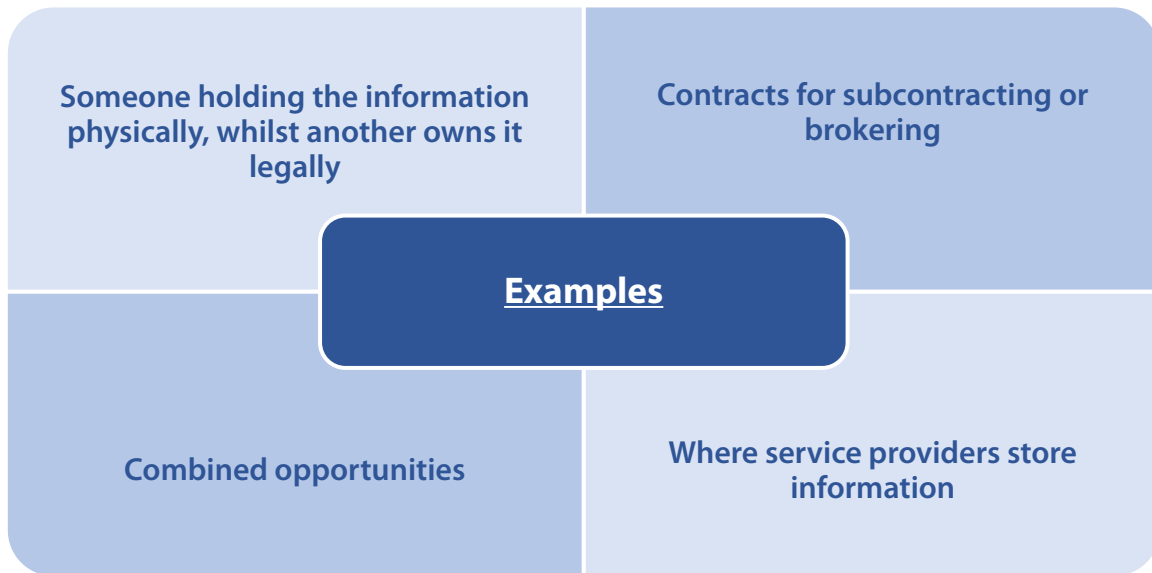 Someone holding the information
physically, whilst another owns it
legally
Contracts for subcontracting or
brokering
Examples
Combined opportunities
Where service providers store
information